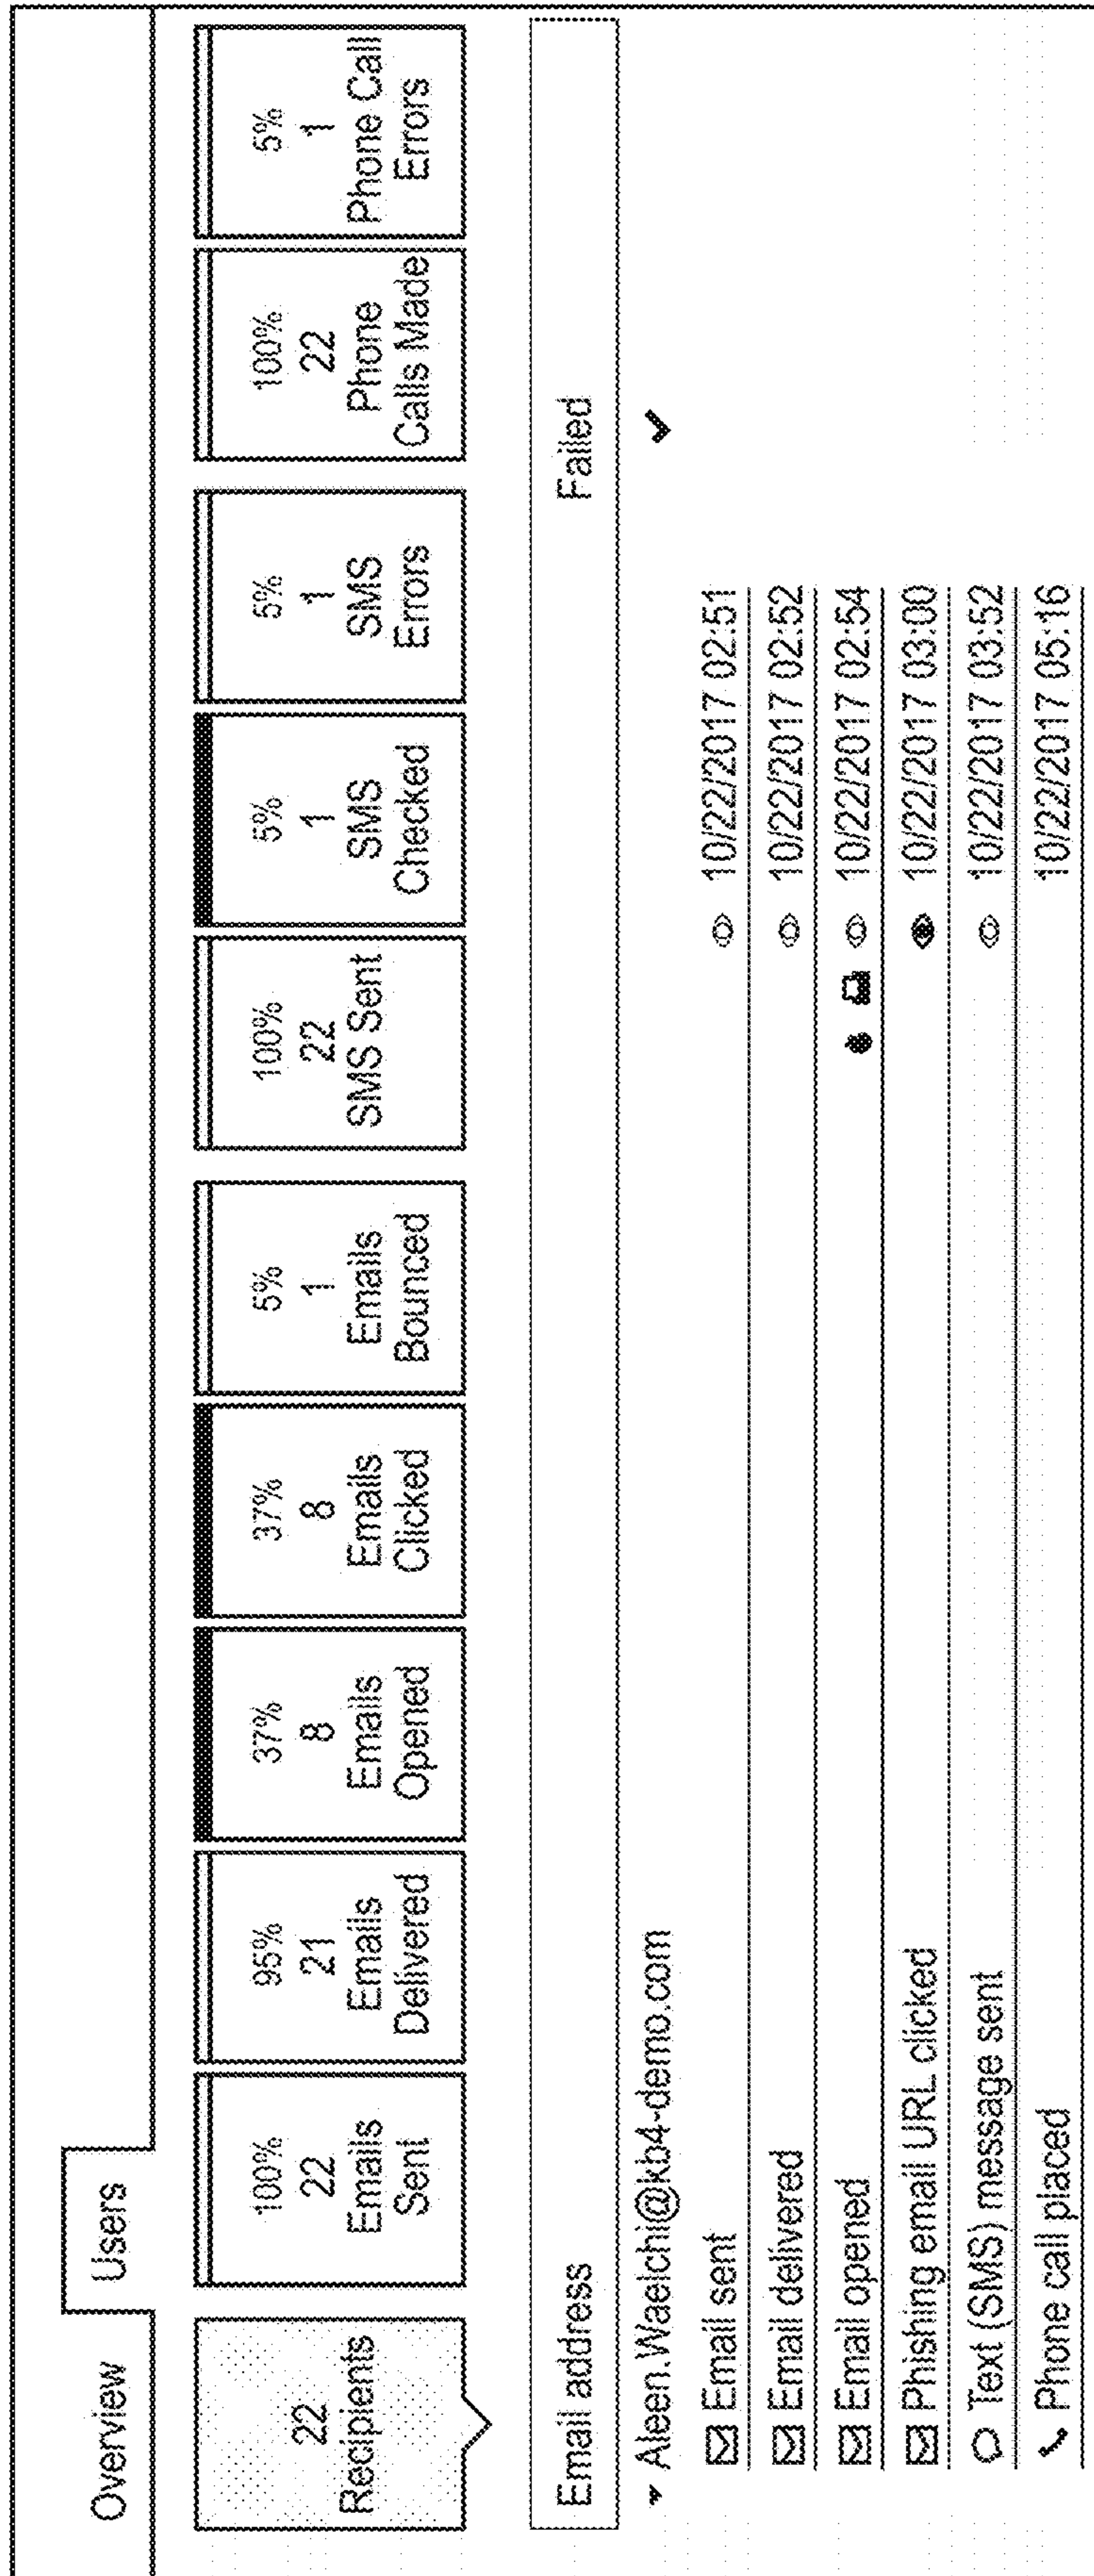 Overview
Users
22
Recipients
100%
22
Emails
Sent
95%
21
Emails
Delivered
37%
8
Emails
Opened
37%
8
Emails
Clicked
5%
1
Emails
Bounced
100%
22
SMS Sent
5%
1
SMS
Checked
5%
1
SMS
Errors
100%
22
Phone
Calls Made
5%
1
Phone Call
Errors
Email address Failed
Aleen.Waelchi@kb4-demo.com
Email sent 10/22/2017 02:51
Email delivered 10/22/2017 02:52
Email opened 10/22/2017 02:54
Phishing email URL clicked 10/22/2017 03:00
Text (SMS) message sent 10/22/2017 03:52
Phone call placed 10/22/2017 05:16